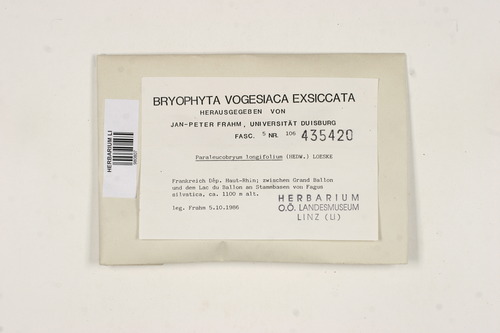 BRYOPHYTA VOGESIACA EXSICCATA
HERAUSGEGEBEN VON
JAN-PETER FRAHM, UNIVERSITÄT DUISBURG
FASC. 5 NR. 106 435420
Paraleucobryum longifolium (HEDW.) LOESKE
Frankreich Dép. Haut-Rhin; zwischen Grand Ballon
und dem Lac du Ballon an Stammbasen von Fagus
silvatica, ca. 1100 m alt.
leg. Frahm 5.10.1986
HERBARIUM
O.Ö. LANDESMUSEUM
LINZ (LI)
HERBARIUM LI